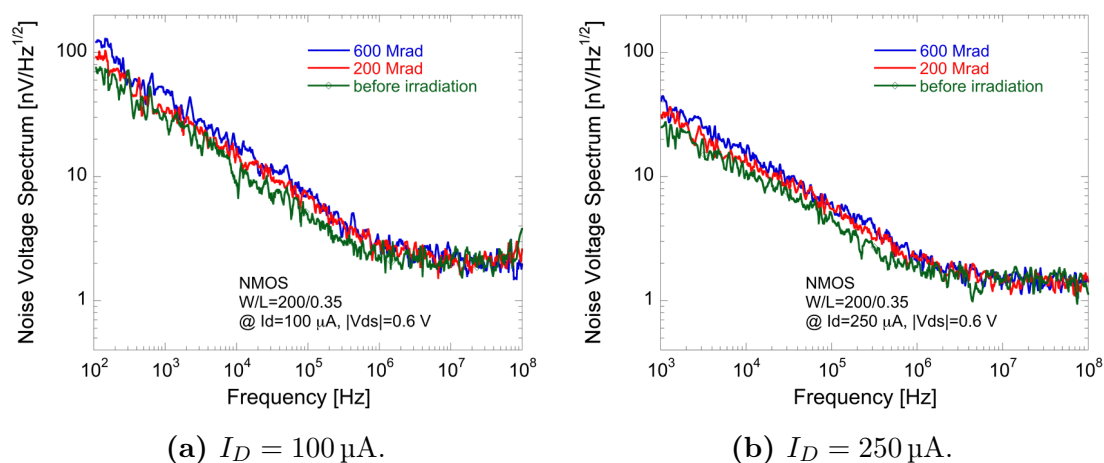 Noise Voltage Spectrum [nV/Hz^1/2]
100
10
1
600 Mrad
200 Mrad
before irradiation
NMOS
W/L=200/0.35
@ Id=100 µA, |Vds|=0.6 V
10^2 10^3 10^4 10^5 10^6 10^7 10^8
Frequency [Hz]
(a) I_D = 100 µA.
Noise Voltage Spectrum [nV/Hz^1/2]
100
10
1
600 Mrad
200 Mrad
before irradiation
NMOS
W/L=200/0.35
@ Id=250 µA, |Vds|=0.6 V
10^3 10^4 10^5 10^6 10^7 10^8
Frequency [Hz]
(b) I_D = 250 µA.